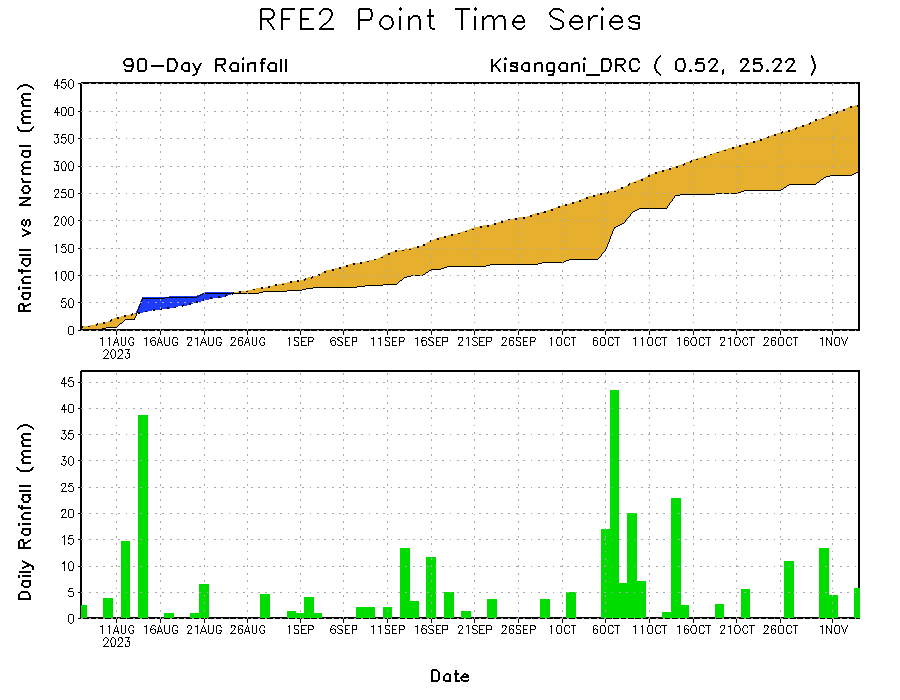 RFE2 Point Time Series
90-Day Rainfall
Kisangani_DRC ( 0.52, 25.22 )
Rainfall vs Normal (mm)
450
400
350
300
250
200
150
100
50
0
11AUG 16AUG 21AUG 26AUG 1SEP 6SEP 11SEP 16SEP 21SEP 26SEP 1OCT 6OCT 11OCT 16OCT 21OCT 26OCT 1NOV
2023
Daily Rainfall (mm)
45
40
35
30
25
20
15
10
5
0
11AUG 16AUG 21AUG 26AUG 1SEP 6SEP 11SEP 16SEP 21SEP 26SEP 1OCT 6OCT 11OCT 16OCT 21OCT 26OCT 1NOV
2023
Date